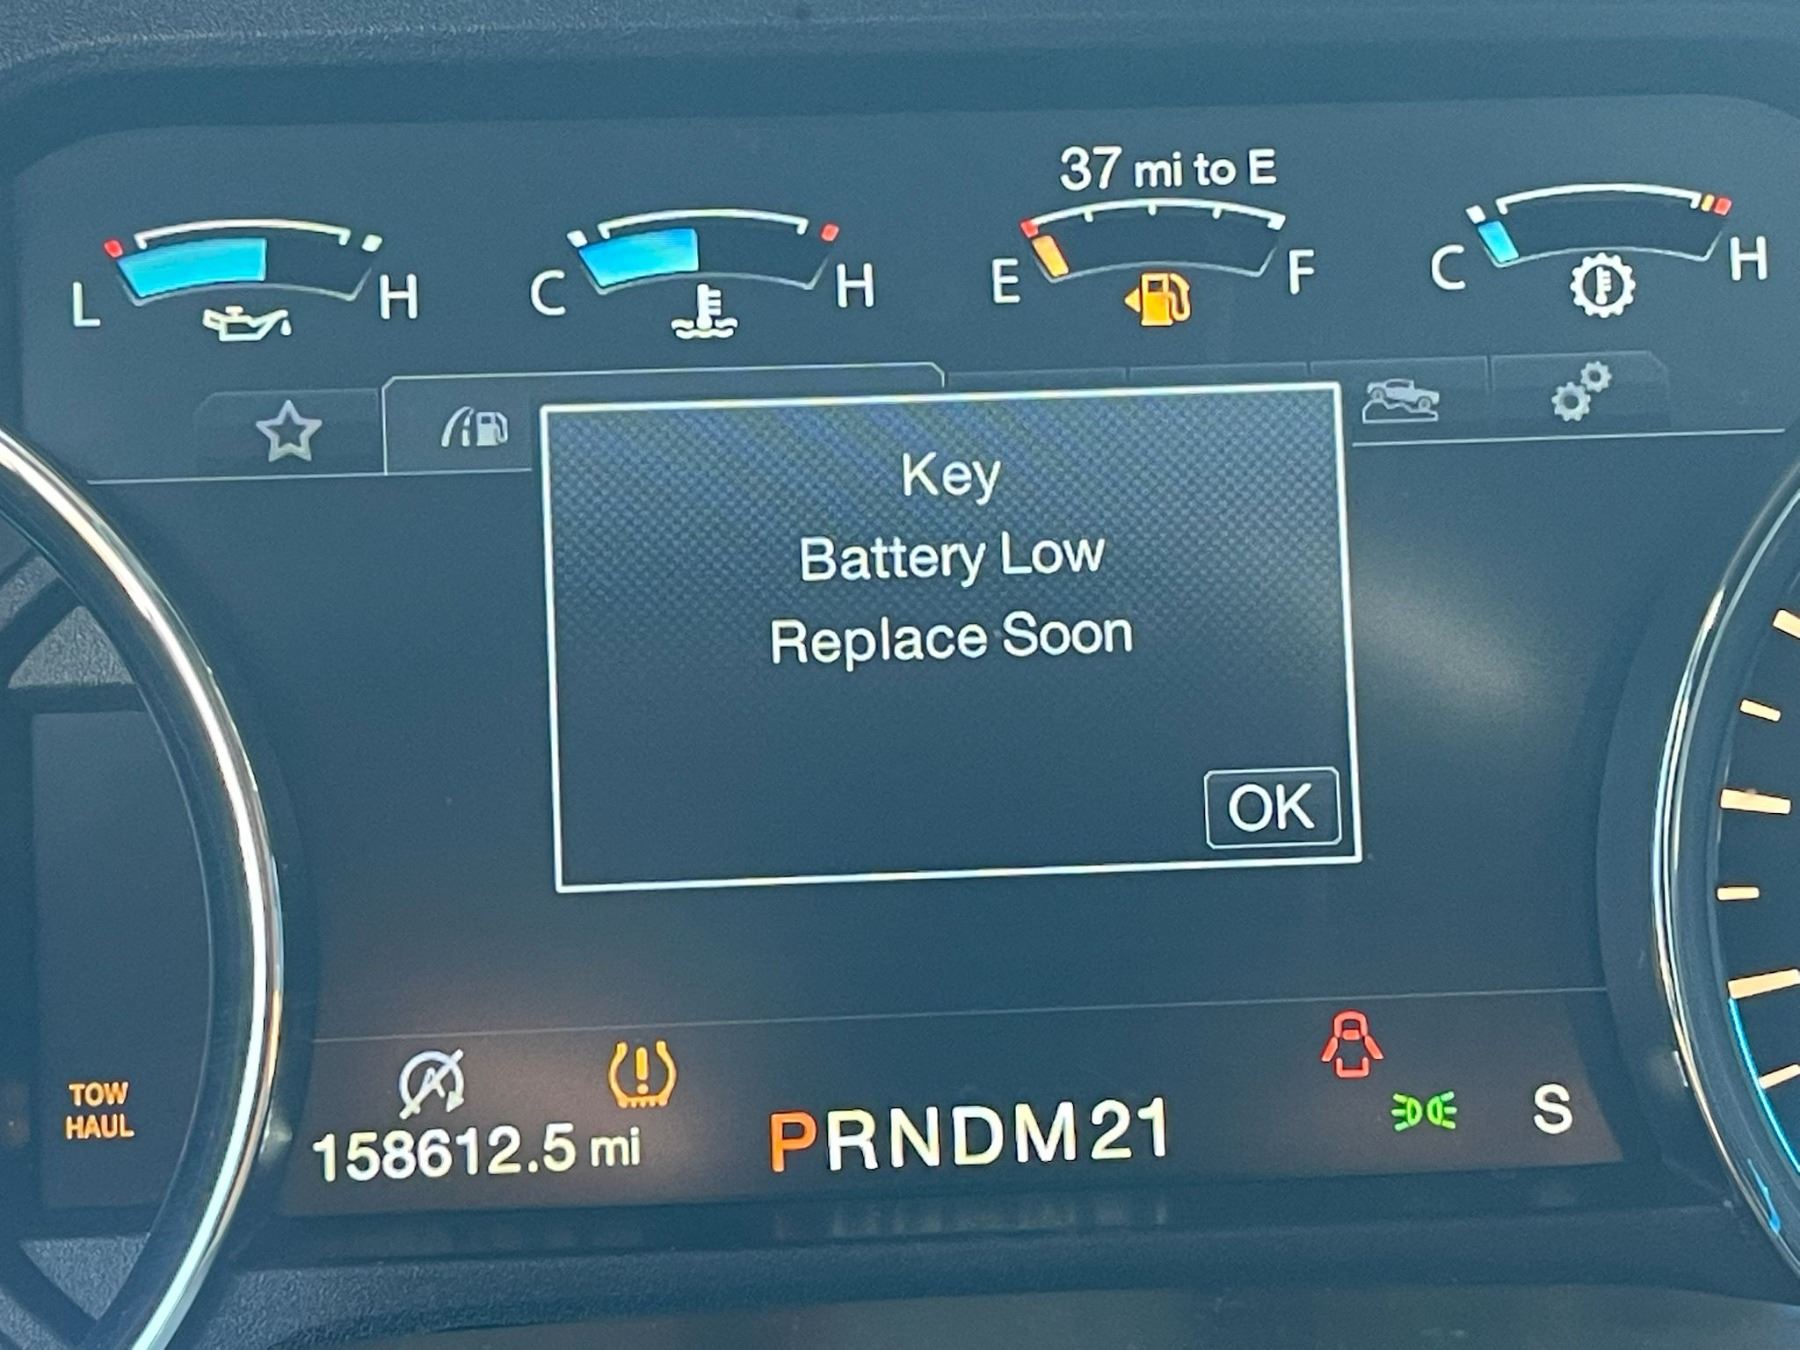 37 mi to E
L H C H E F C H
Key
Battery Low
Replace Soon
OK
TOW
HAUL
158612.5 mi
PRNDM21
S